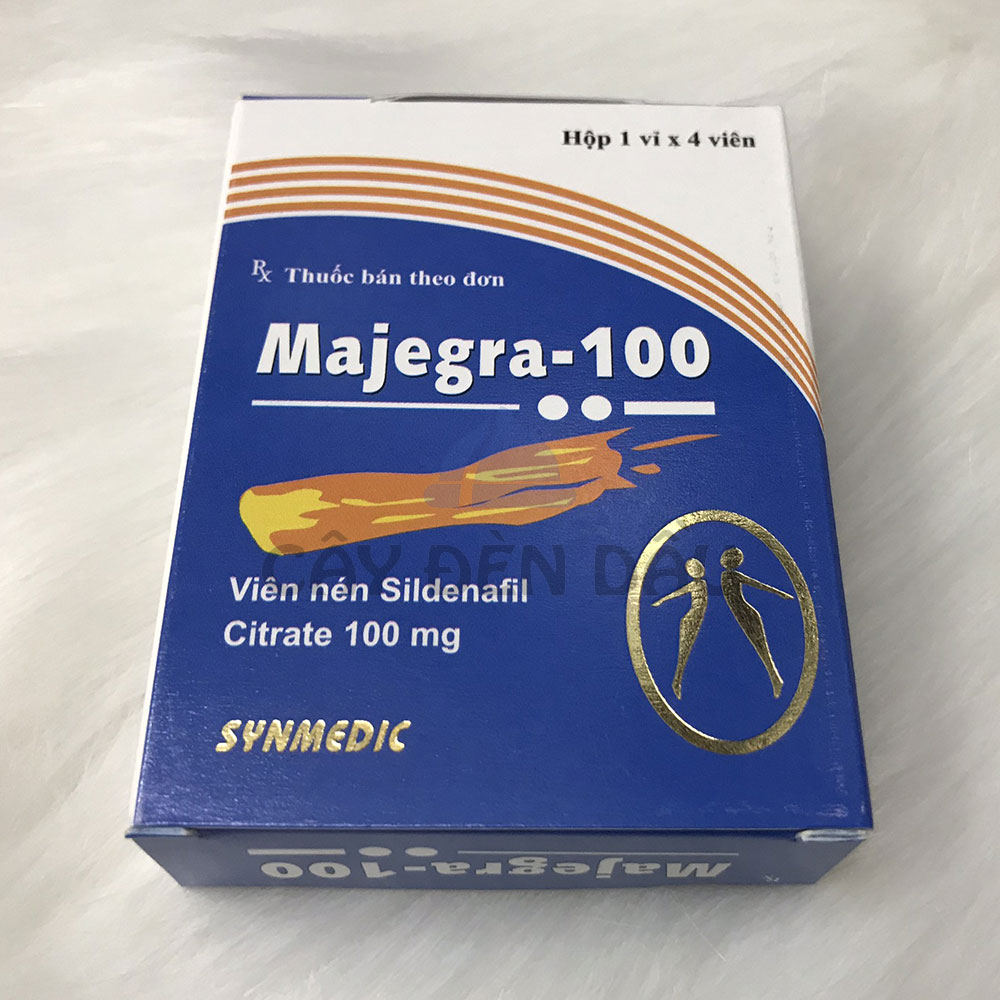 Hộp 1 vỉ x 4 viên
Rx Thuốc bán theo đơn
Majegra-100
CÂY ĐÈN DẦU
Viên nén Sildenafil
Citrate 100 mg
SYNMEDIC
Rx Majegra-100